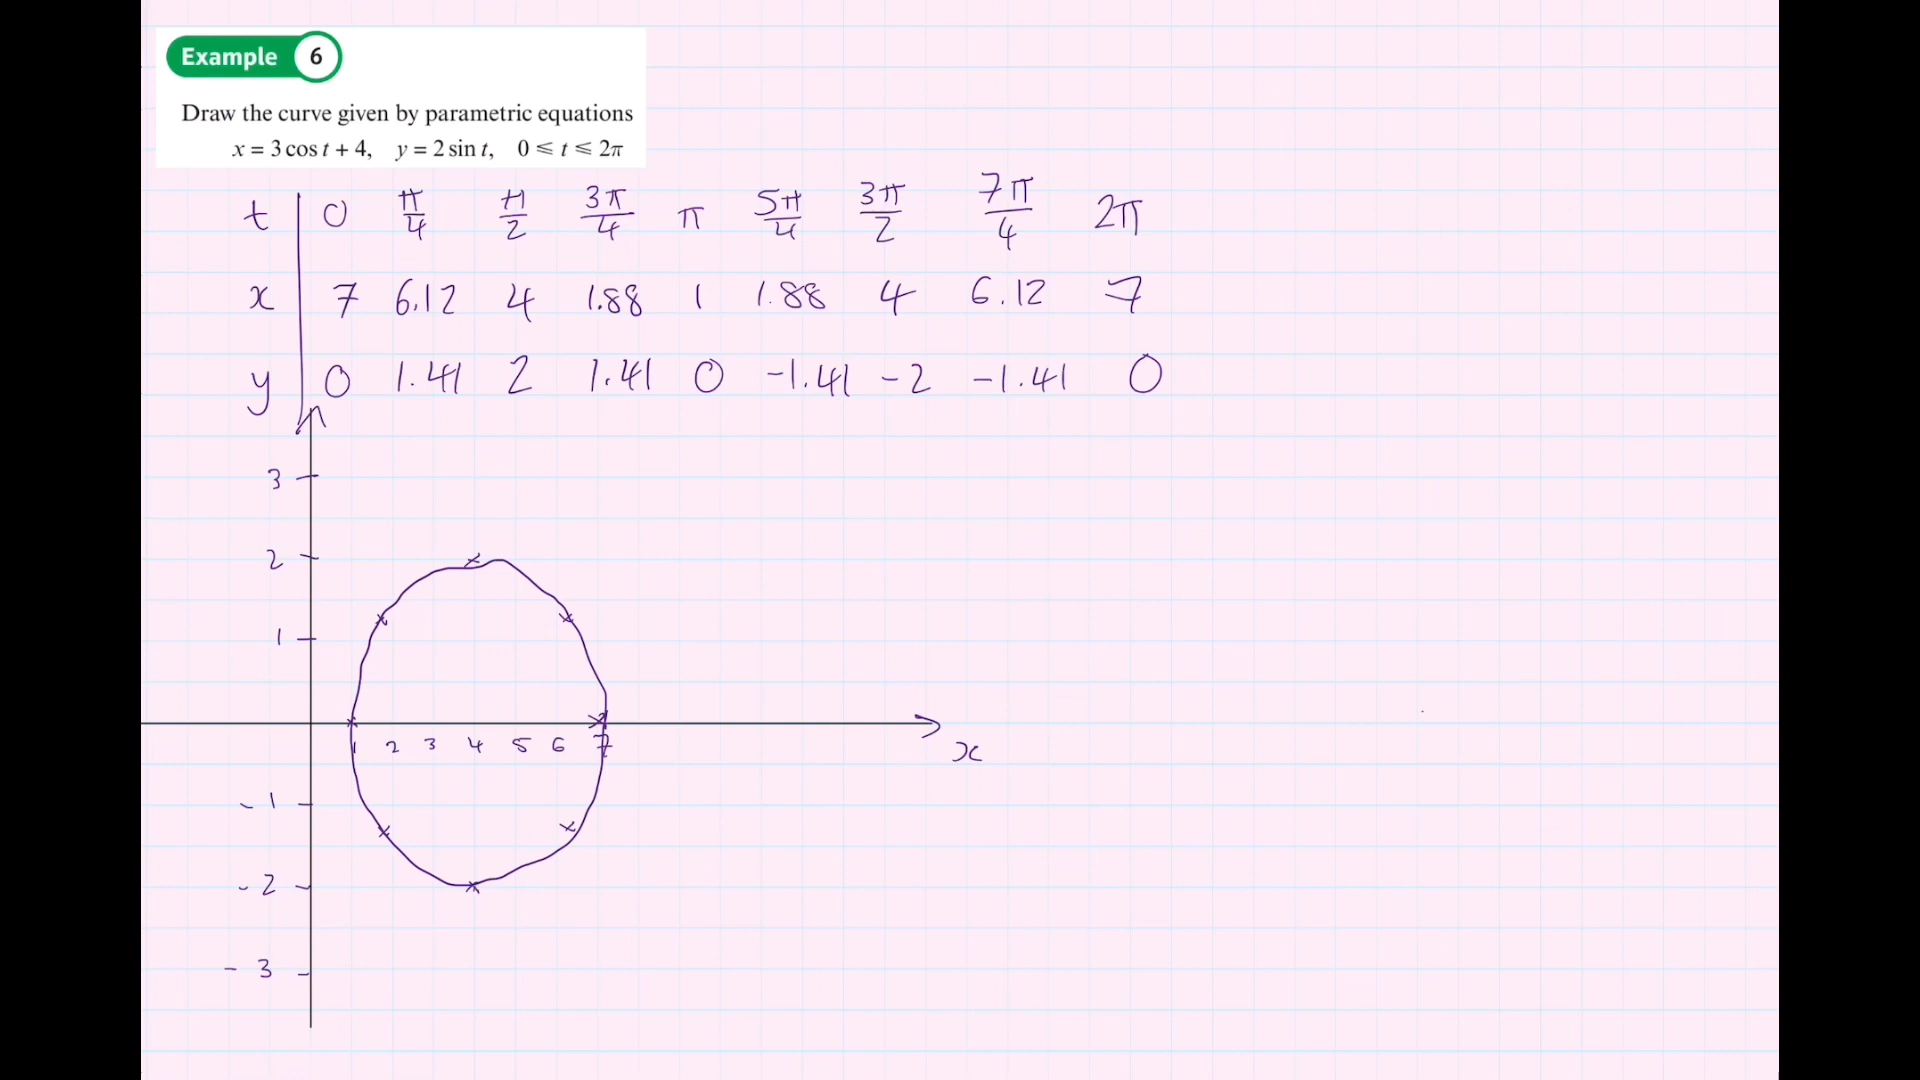 Example 6
Draw the curve given by parametric equations
x = 3 cos t + 4, y = 2 sin t, 0 ⩽ t ⩽ 2π
t 0 π/4 π/2 3π/4 π 5π/4 3π/2 7π/4 2π
x 7 6.12 4 1.88 1 1.88 4 6.12 7
y 0 1.41 2 1.41 0 -1.41 -2 -1.41 0
3
2
1
1 2 3 4 5 6 7
x
-1
-2
-3